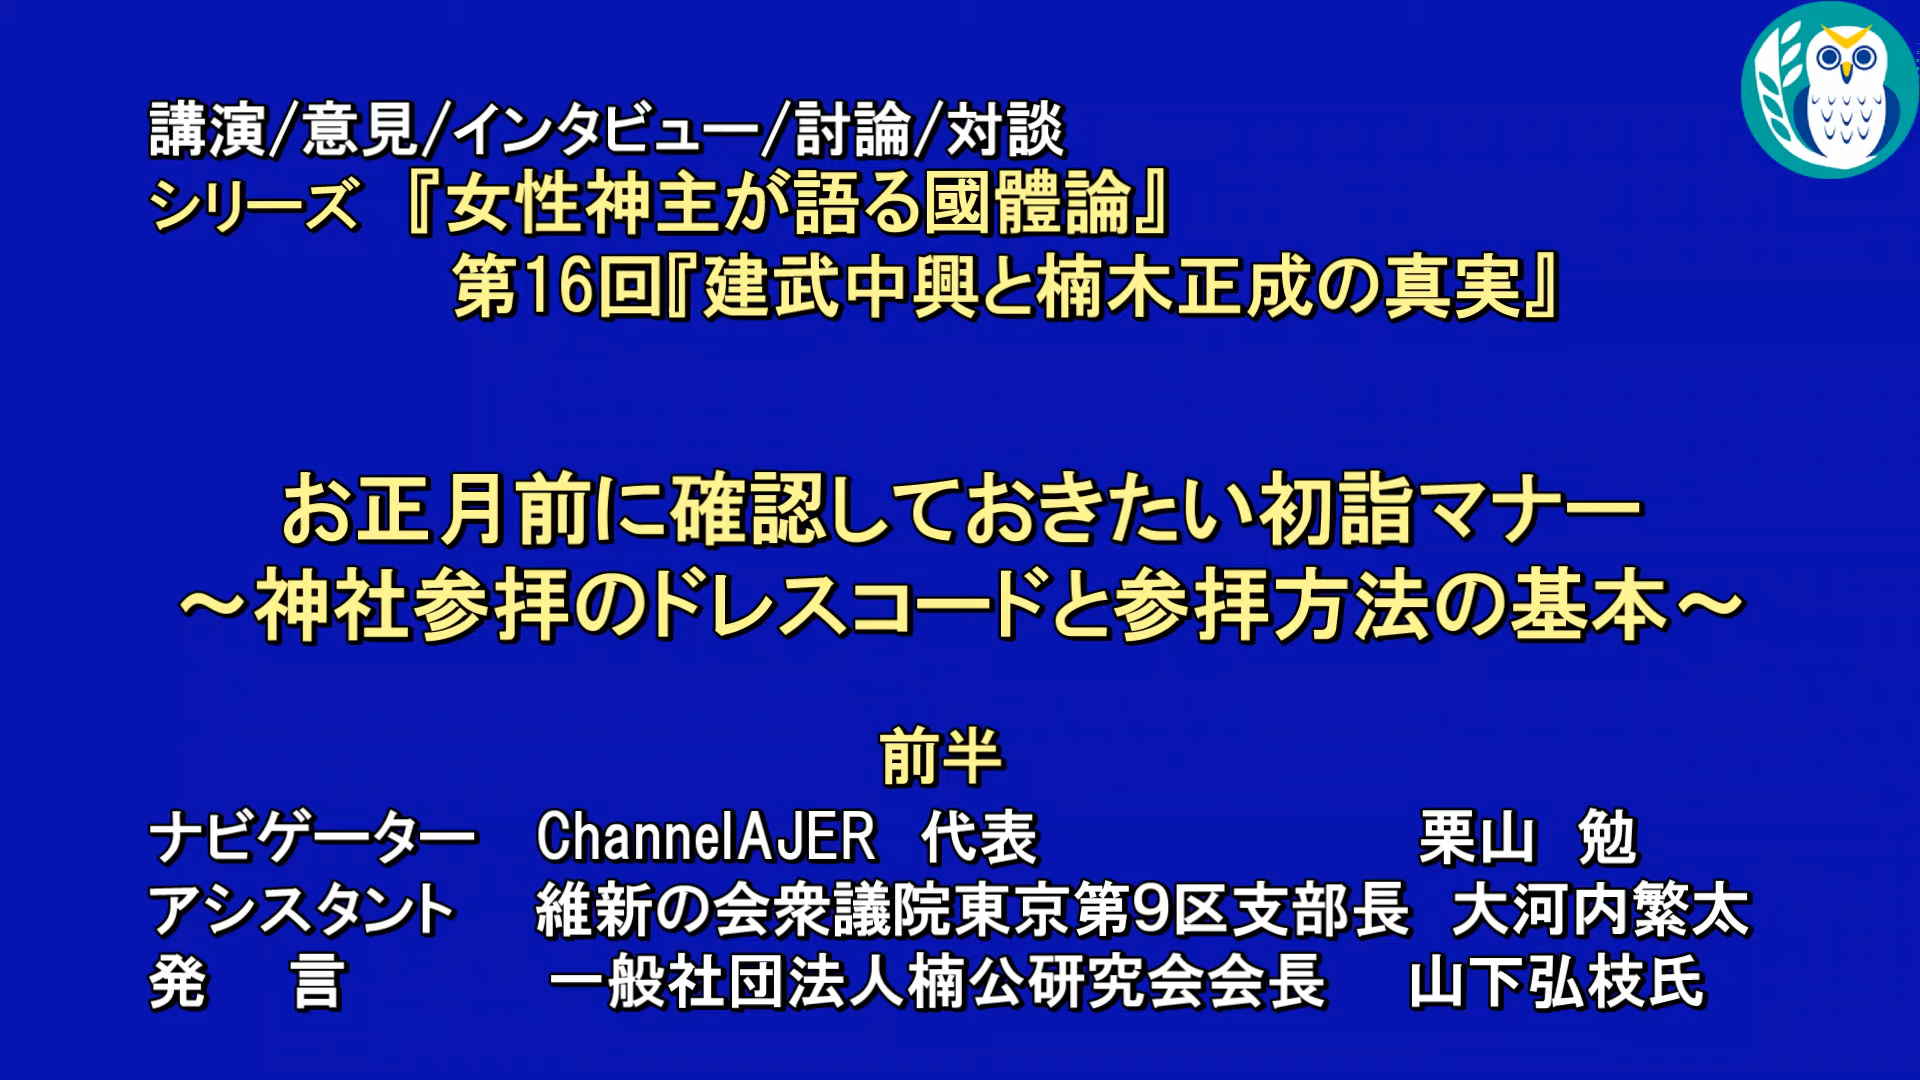 講演/意見/インタビュー/討論/対談
シリーズ 『女性神主が語る國體論』
第16回『建武中興と楠木正成の真実』
お正月前に確認しておきたい初詣マナー
～神社参拝のドレスコードと参拝方法の基本～
前半
ナビゲーター ChannelAJER 代表 栗山 勉
アシスタント 維新の会衆議院東京第9区支部長 大河内繁太
発 言 一般社団法人楠公研究会会長 山下弘枝氏